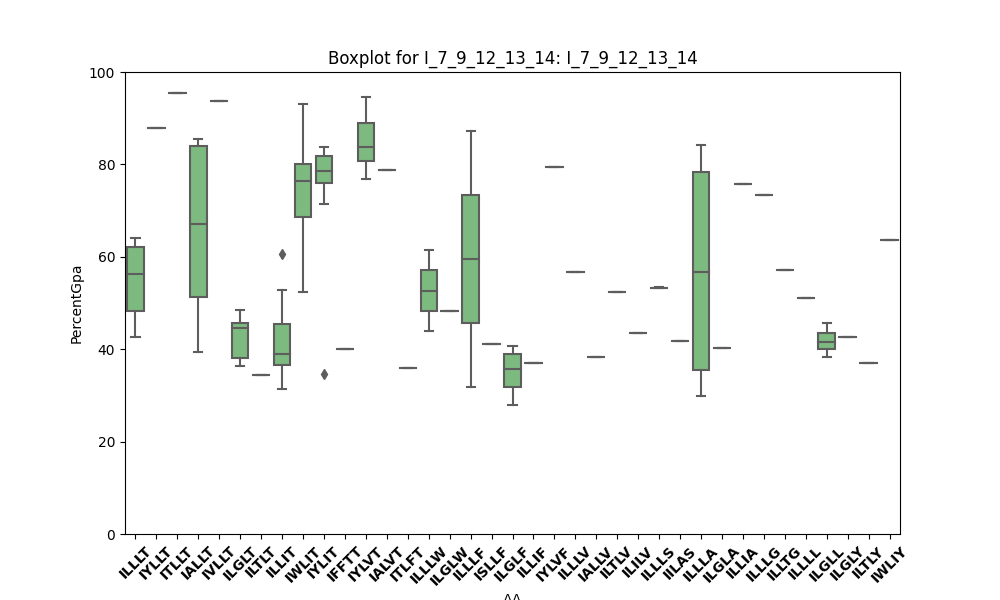 Boxplot for I_7_9_12_13_14: I_7_9_12_13_14
PercentGpa
100
80
60
40
20
0
ILLLT
IYLLT
ITLLT
IALLT
IVLLT
ILGLT
ILTLT
ILLIT
IWLIT
IYLIT
IFFTT
IYLVT
IALVT
ITLFT
ILLLW
ILGLW
ILLLF
ISLLF
ILGLF
ILLIF
IYLVF
ILLLV
IALLV
ILTLV
ILILV
ILLLS
IILAS
ILLLA
ILGLA
ILLIA
ILLLG
ILLTG
ILLLL
ILGLL
ILGLY
ILTLY
IWLIY